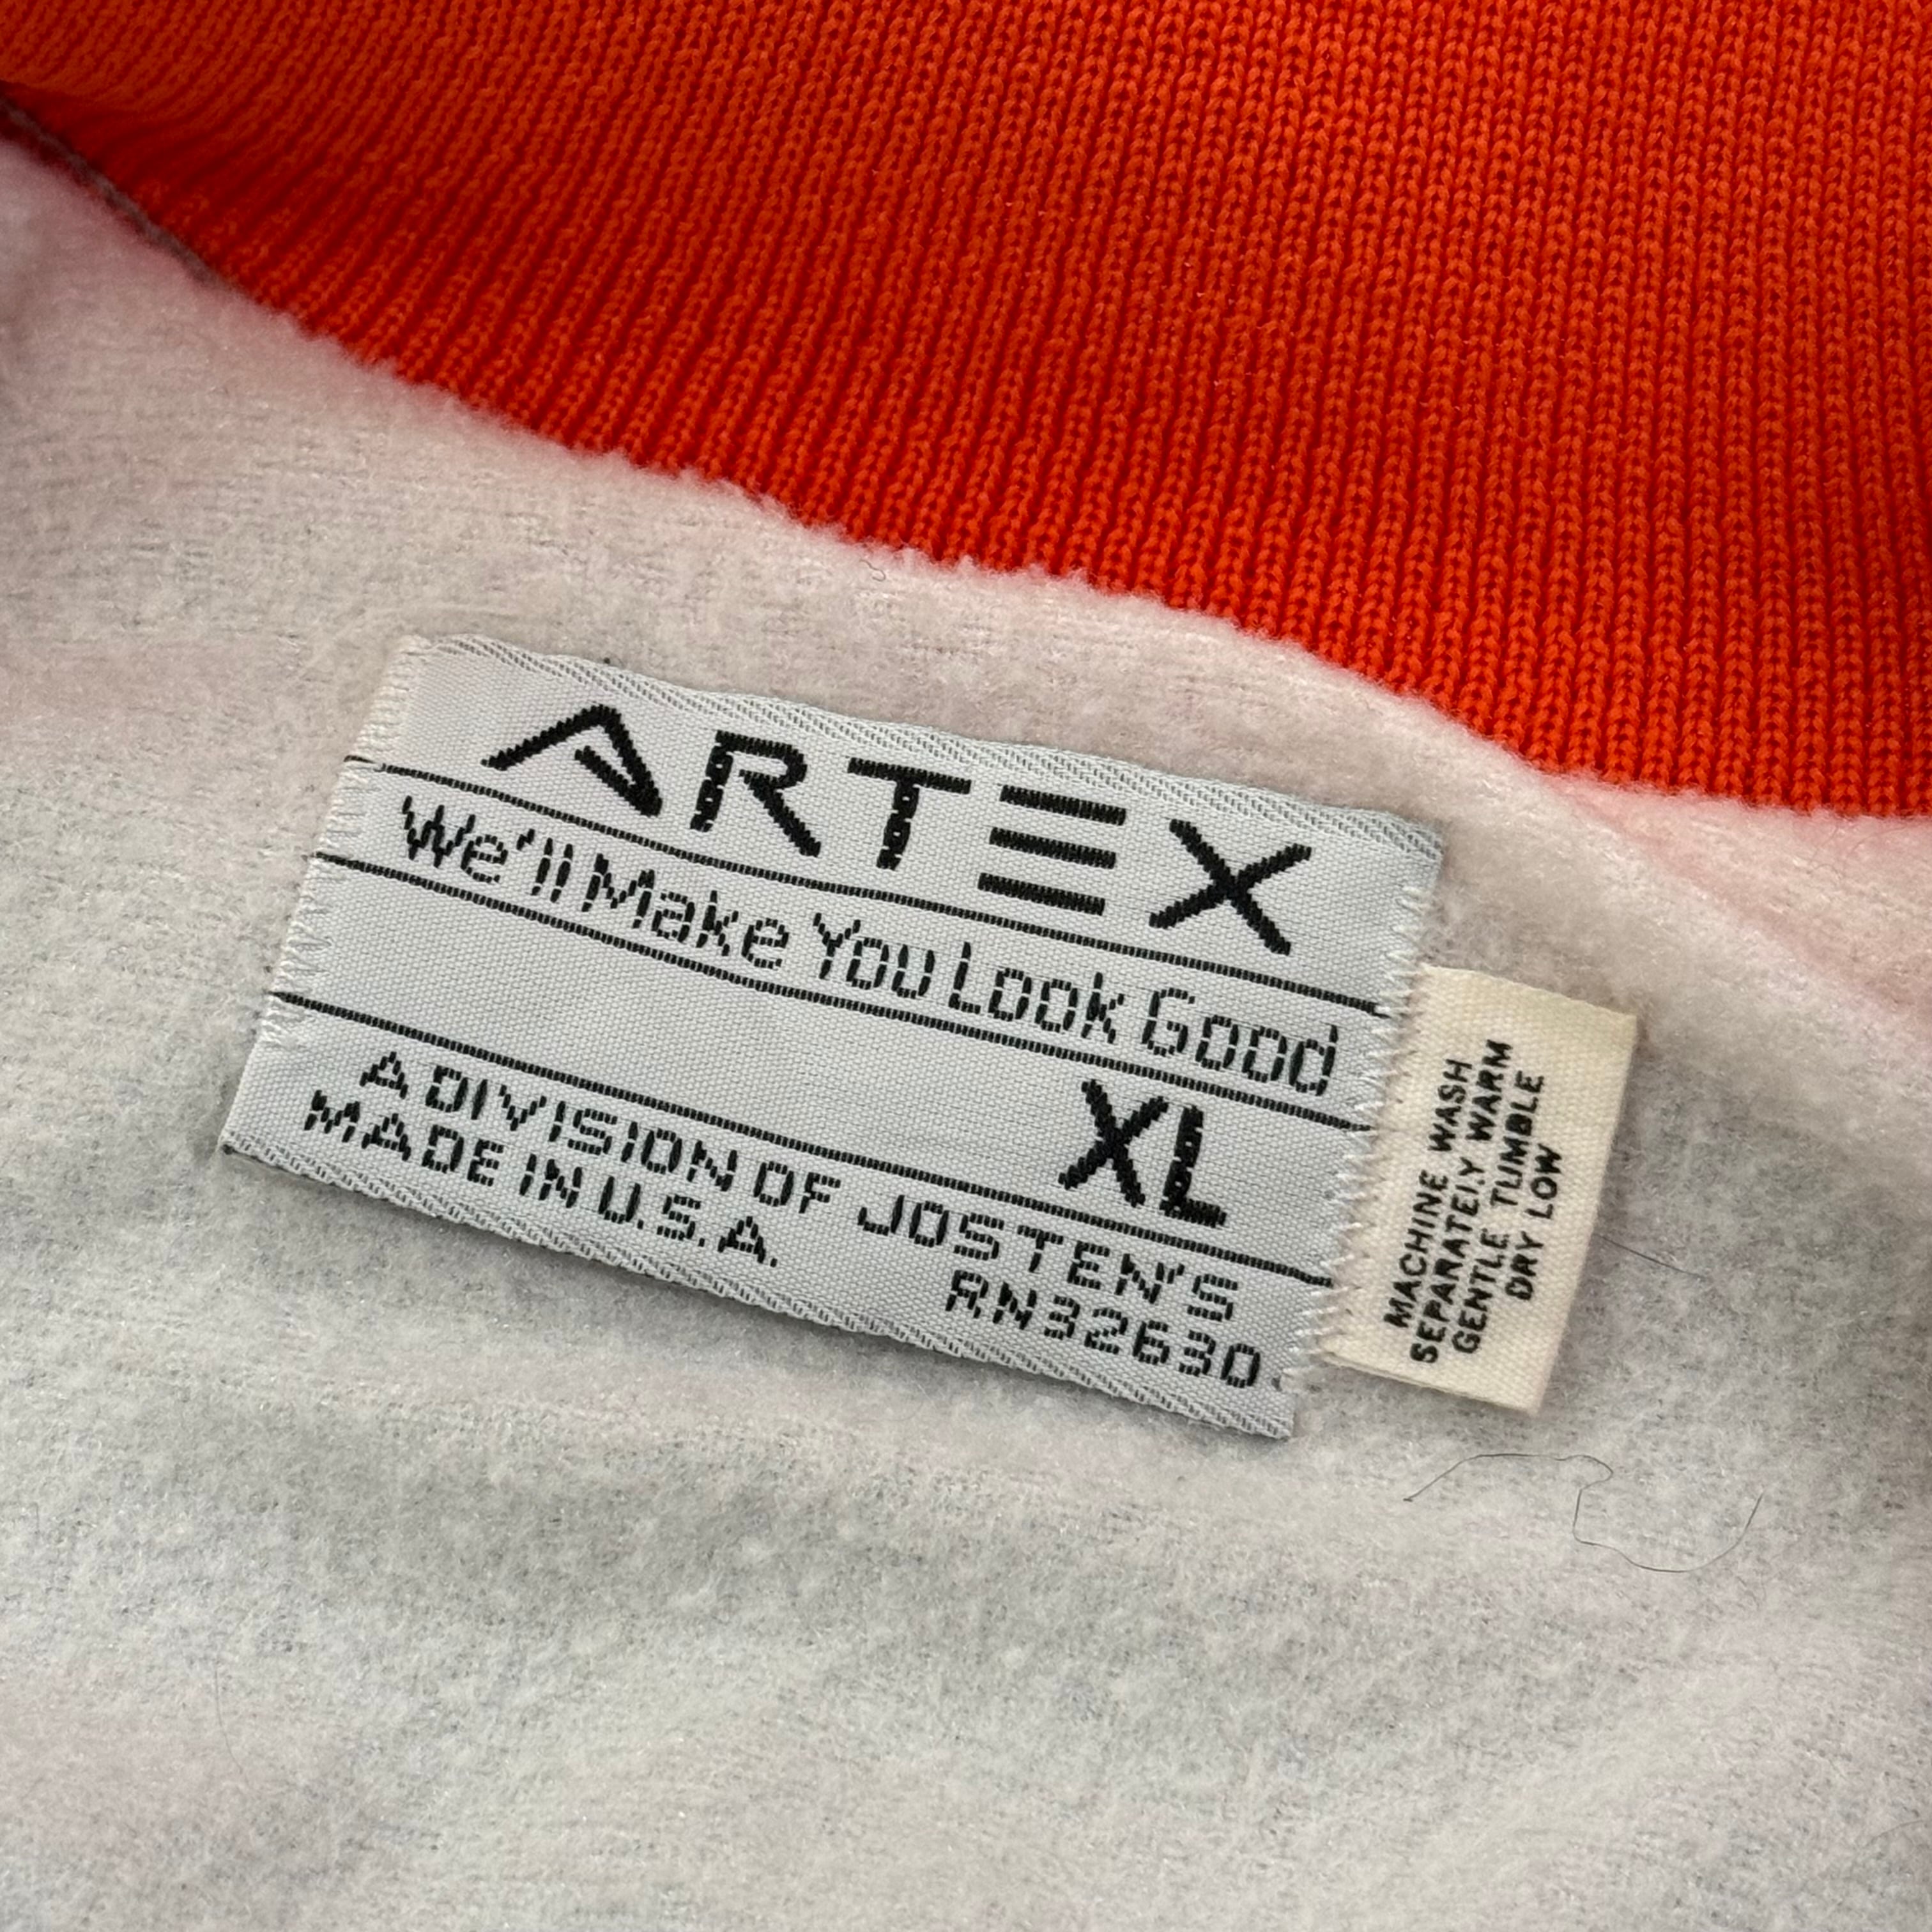 ARTEX
We'll Make You Look Good
XL
A DIVISION OF JOSTEN'S
MADE IN U.S.A.
RN32630
MACHINE WASH
SEPARATELY WARM
GENTLE TUMBLE
DRY LOW